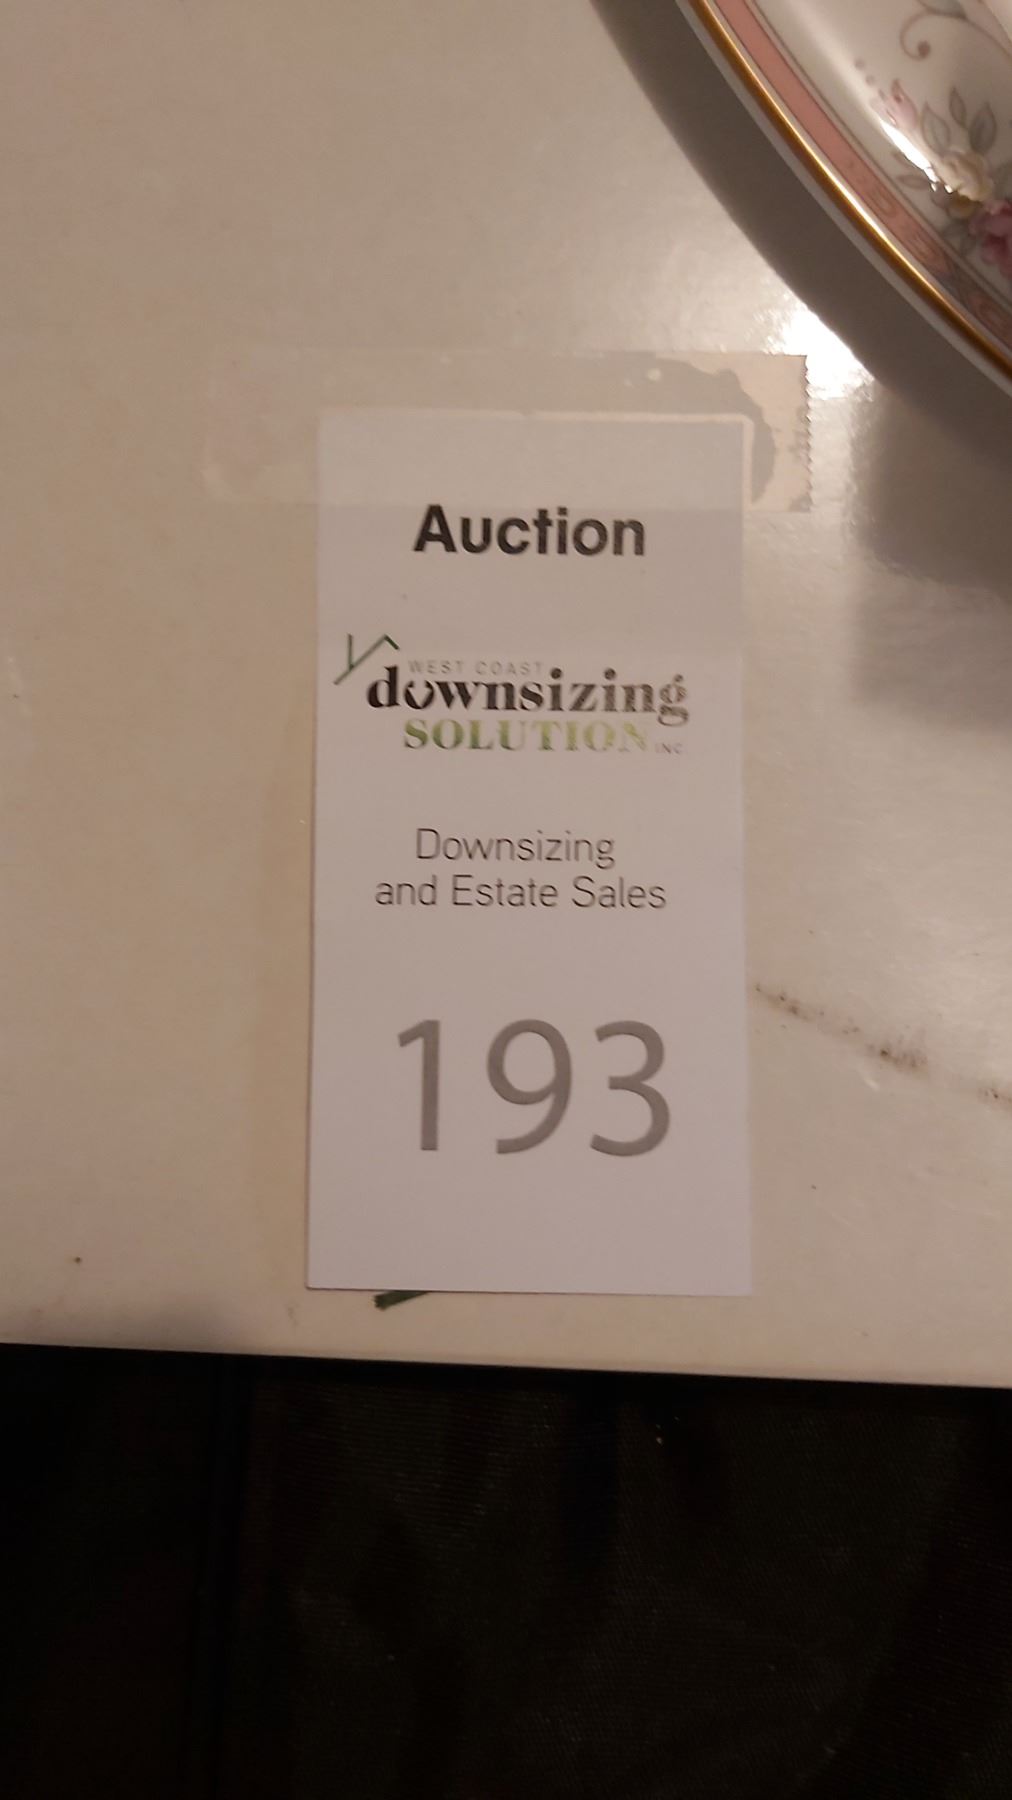 Auction
WEST COAST
downsizing
SOLUTION INC
Downsizing
and Estate Sales
193